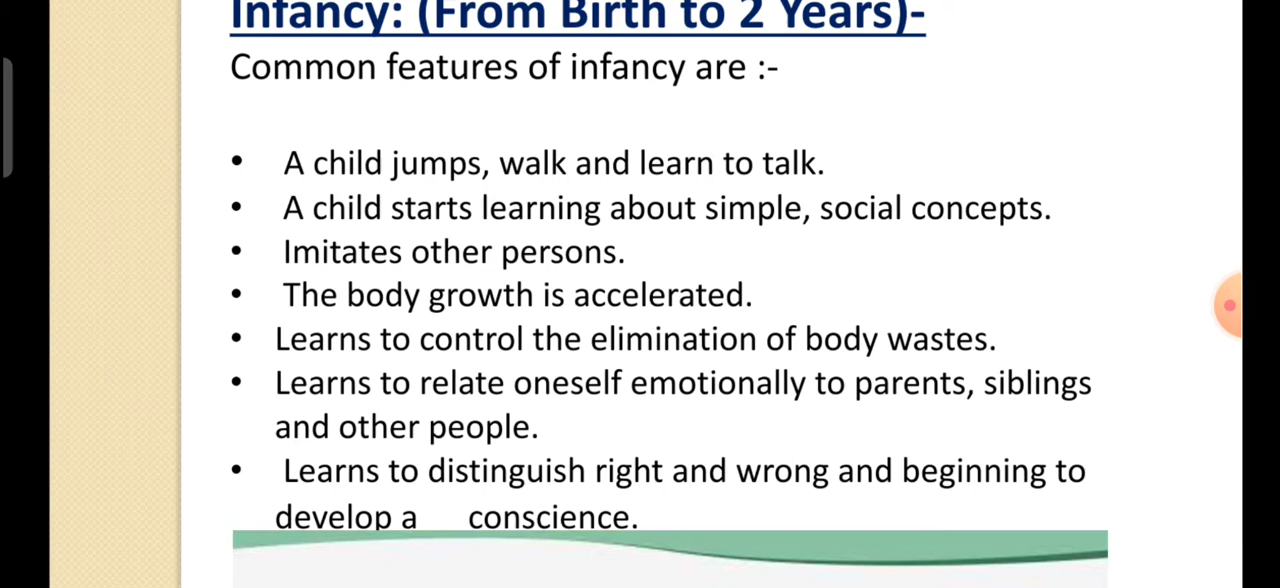 Infancy: (From Birth to 2 Years)-
Common features of infancy are :-
• A child jumps, walk and learn to talk.
• A child starts learning about simple, social concepts.
• Imitates other persons.
• The body growth is accelerated.
• Learns to control the elimination of body wastes.
• Learns to relate oneself emotionally to parents, siblings
and other people.
• Learns to distinguish right and wrong and beginning to
develop a conscience.